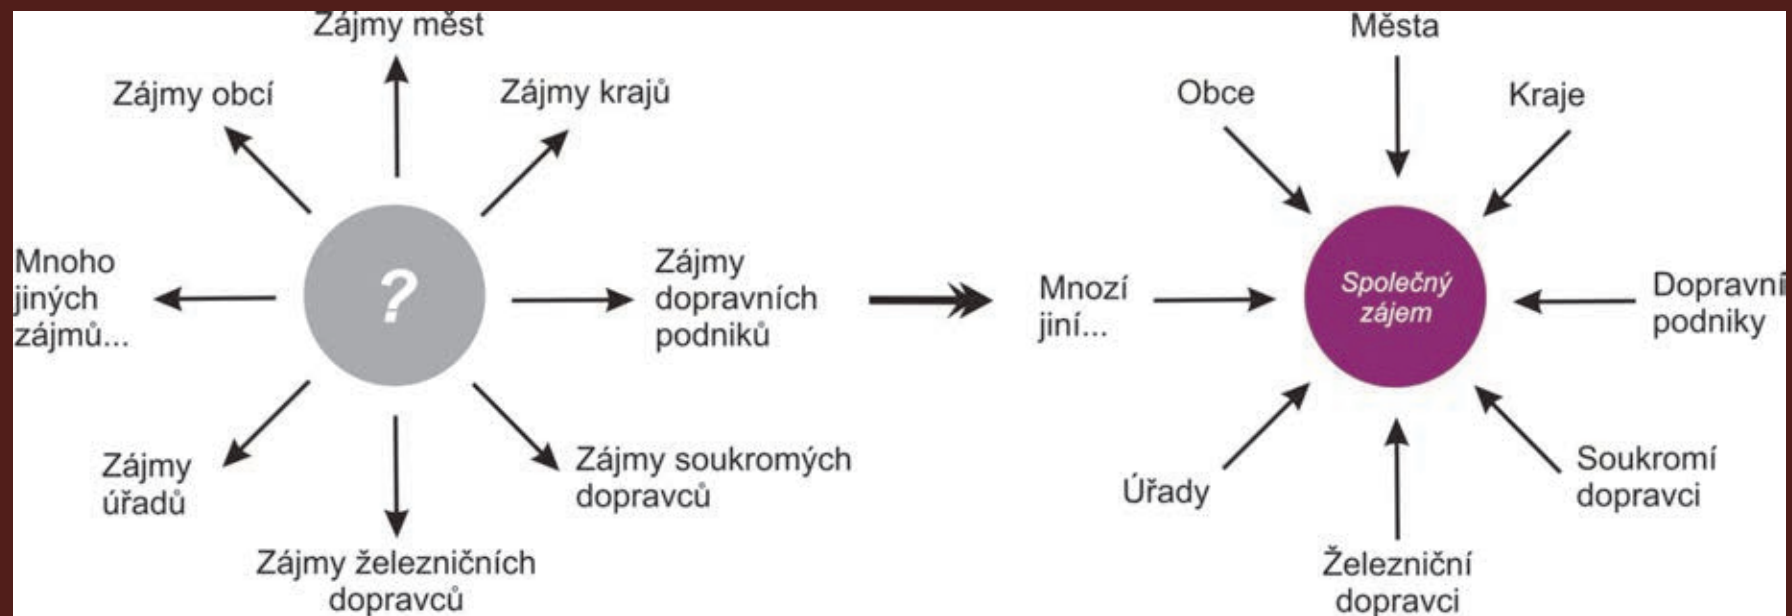 Zájmy měst
Zájmy obcí
Zájmy krajů
?
Mnoho
jiných
zájmů...
Zájmy
dopravních
podniků
Zájmy
úřadů
Zájmy soukromých
dopravců
Zájmy železničních
dopravců
Města
Obce
Kraje
Společný
zájem
Mnozí
jiní...
Dopravní
podniky
Úřady
Soukromí
dopravci
Železniční
dopravci